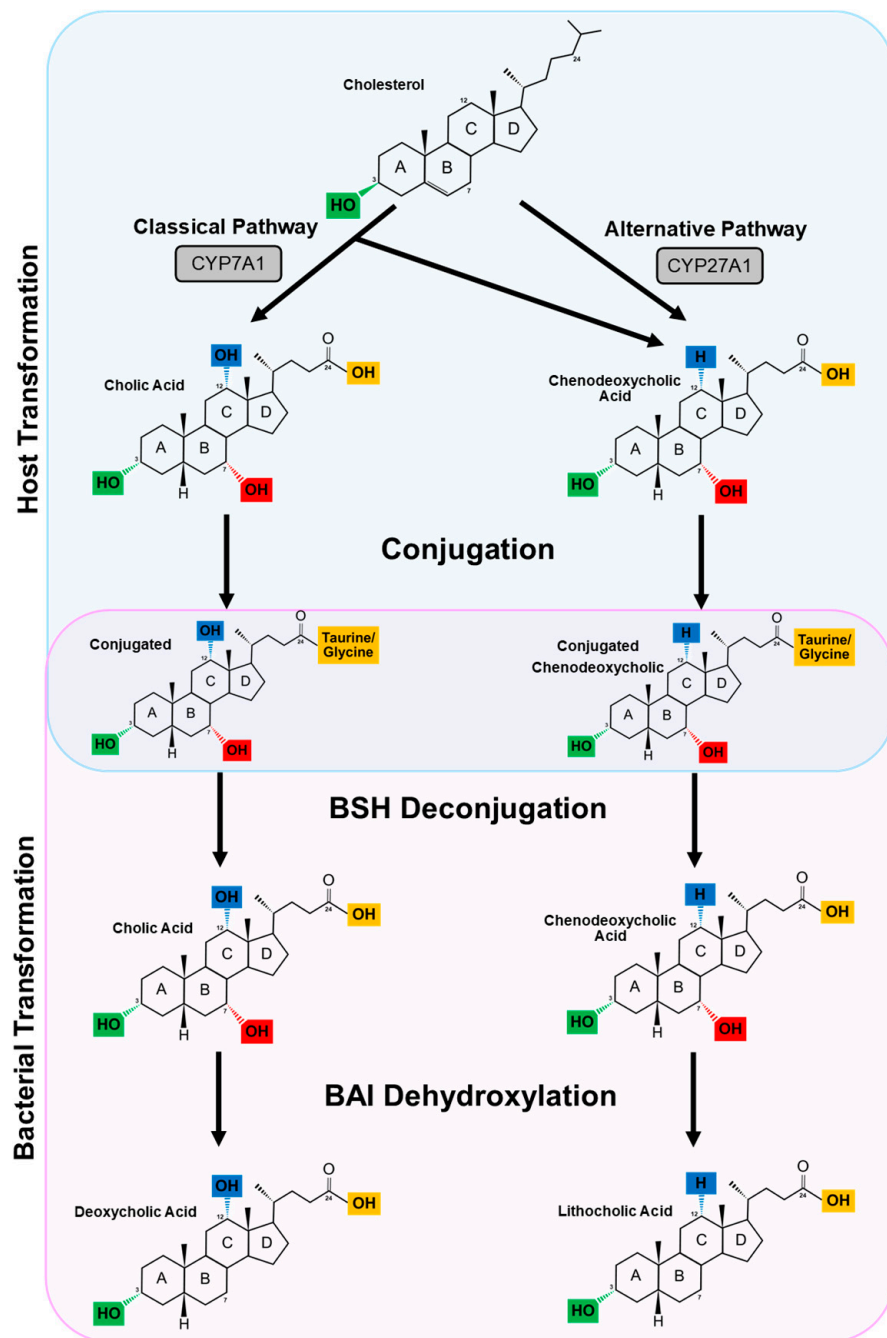 Cholesterol
24
12
C
D
A
B
3
7
HO
Classical Pathway
CYP7A1
Alternative Pathway
CYP27A1
Host Transformation
Cholic Acid
OH
O
24
OH
12
C
D
A
B
3
7
HO
H
OH
Chenodeoxycholic
Acid
H
O
24
OH
12
C
D
A
B
3
7
HO
H
OH
Conjugation
Conjugated
OH
O
24
Taurine/
Glycine
12
C
D
A
B
3
7
HO
H
OH
Conjugated
Chenodeoxycholic
H
O
24
Taurine/
Glycine
12
C
D
A
B
3
7
HO
H
OH
BSH Deconjugation
Bacterial Transformation
Cholic Acid
OH
O
24
OH
12
C
D
A
B
3
7
HO
H
OH
Chenodeoxycholic
Acid
H
O
24
OH
12
C
D
A
B
3
7
HO
H
OH
BAI Dehydroxylation
Deoxycholic Acid
OH
O
24
OH
12
C
D
A
B
3
7
HO
H
Lithocholic Acid
H
O
24
OH
12
C
D
A
B
3
7
HO
H